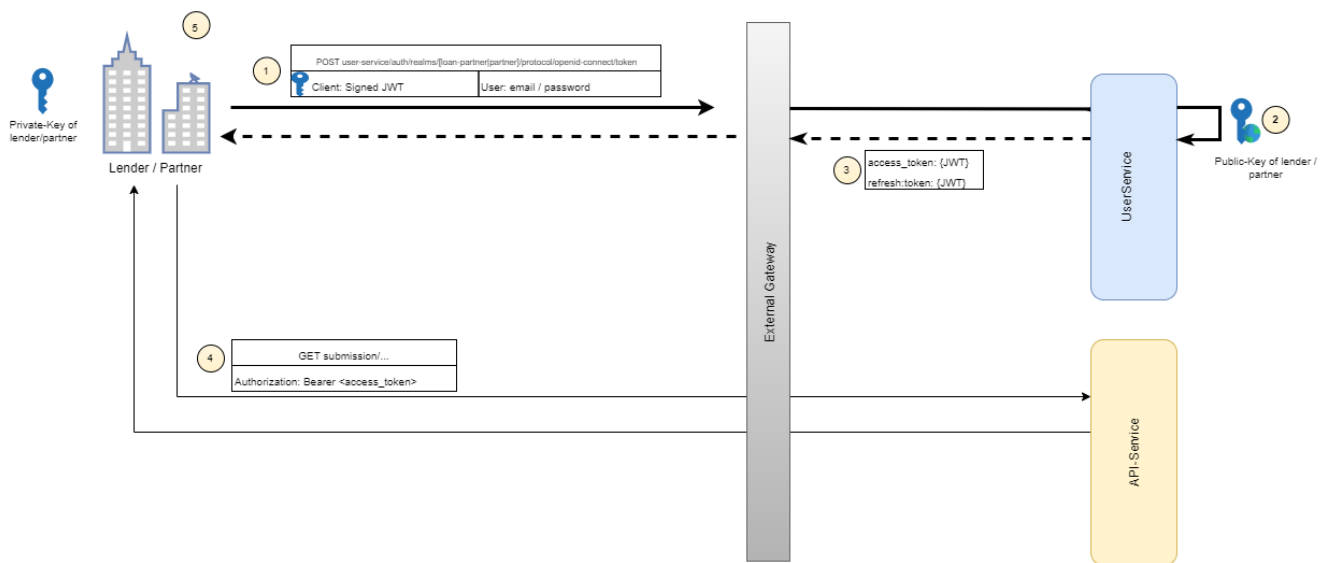 5
1
POST user-service/auth/realms/[loan-partner|partner]/protocol/openid-connect/token
Client: Signed JWT
User: email / password
Private-Key of
lender/partner
Lender / Partner
2
Public-Key of lender /
partner
3
access_token: {JWT}
refresh:token: {JWT}
UserService
External Gateway
4
GET submission/...
Authorization: Bearer <access_token>
API-Service